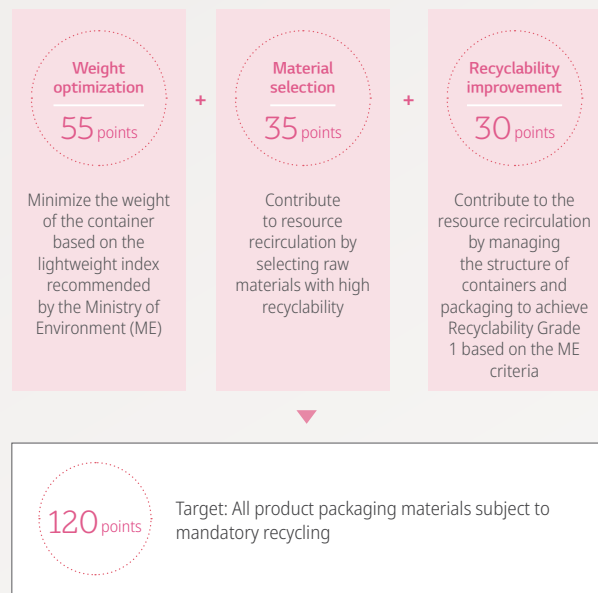 Weight
optimization
55 points
Minimize the weight
of the container
based on the
lightweight index
recommended
by the Ministry of
Environment (ME)
+
Material
selection
35 points
Contribute
to resource
recirculation by
selecting raw
materials with high
recyclability
+
Recyclability
improvement
30 points
Contribute to the
resource recirculation
by managing
the structure of
containers and
packaging to achieve
Recyclability Grade
1 based on the ME
criteria
120 points
Target: All product packaging materials subject to
mandatory recycling